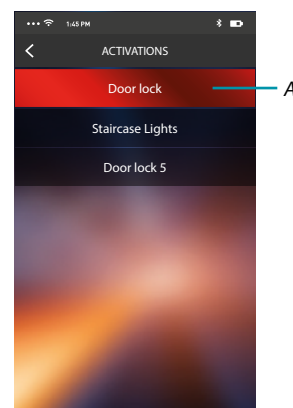 1:45 PM
ACTIVATIONS
Door lock
A
Staircase Lights
Door lock 5